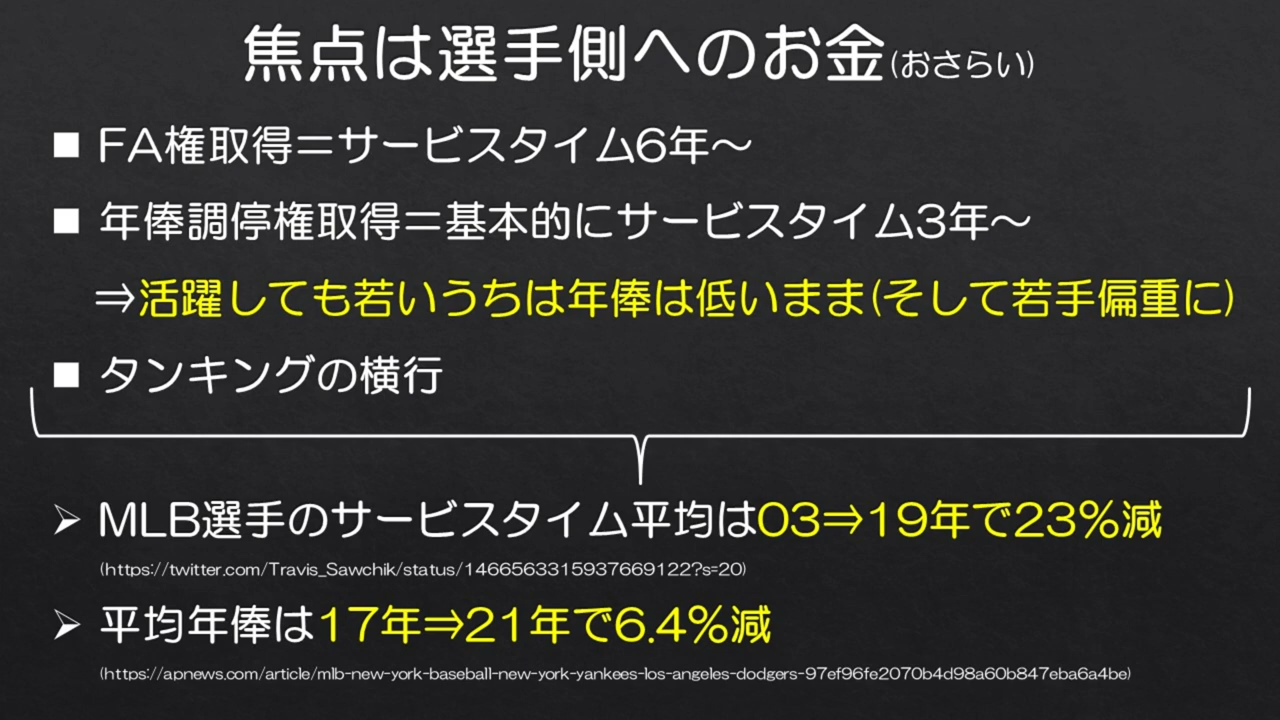 焦点は選手側へのお金(おさらい)
■ FA権取得＝サービスタイム6年～
■ 年俸調停権取得＝基本的にサービスタイム3年～
⇒活躍しても若いうちは年俸は低いまま(そして若手偏重に)
■ タンキングの横行
➢ MLB選手のサービスタイム平均は03⇒19年で23%減
(https://twitter.com/Travis_Sawchik/status/1466563315937669122?s=20)
➢ 平均年俸は17年⇒21年で6.4%減
(https://apnews.com/article/mlb-new-york-baseball-new-york-yankees-los-angeles-dodgers-97ef96fe2070b4d98a60b847eba6a4be)